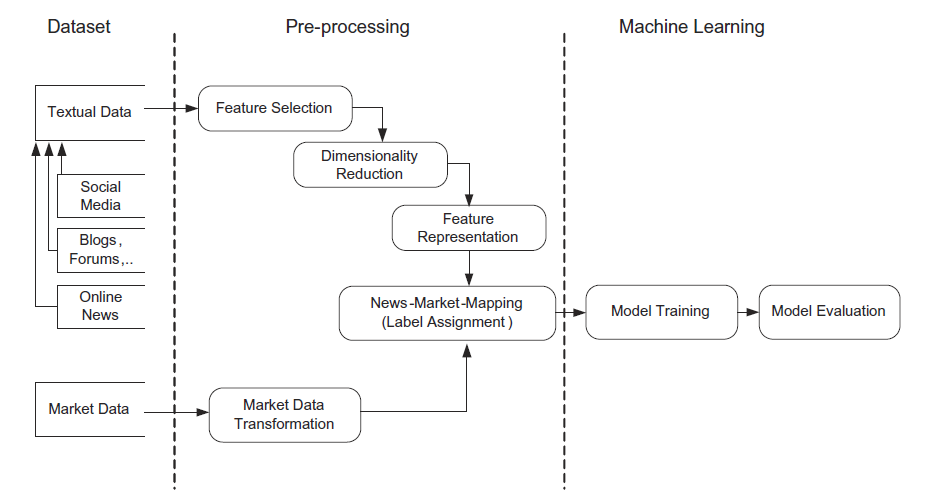 Dataset
Pre-processing
Machine Learning
Textual Data
Feature Selection
Dimensionality
Reduction
Social
Media
Feature
Representation
Blogs,
Forums,..
Online
News
News-Market-Mapping
(Label Assignment)
Model Training
Model Evaluation
Market Data
Market Data
Transformation